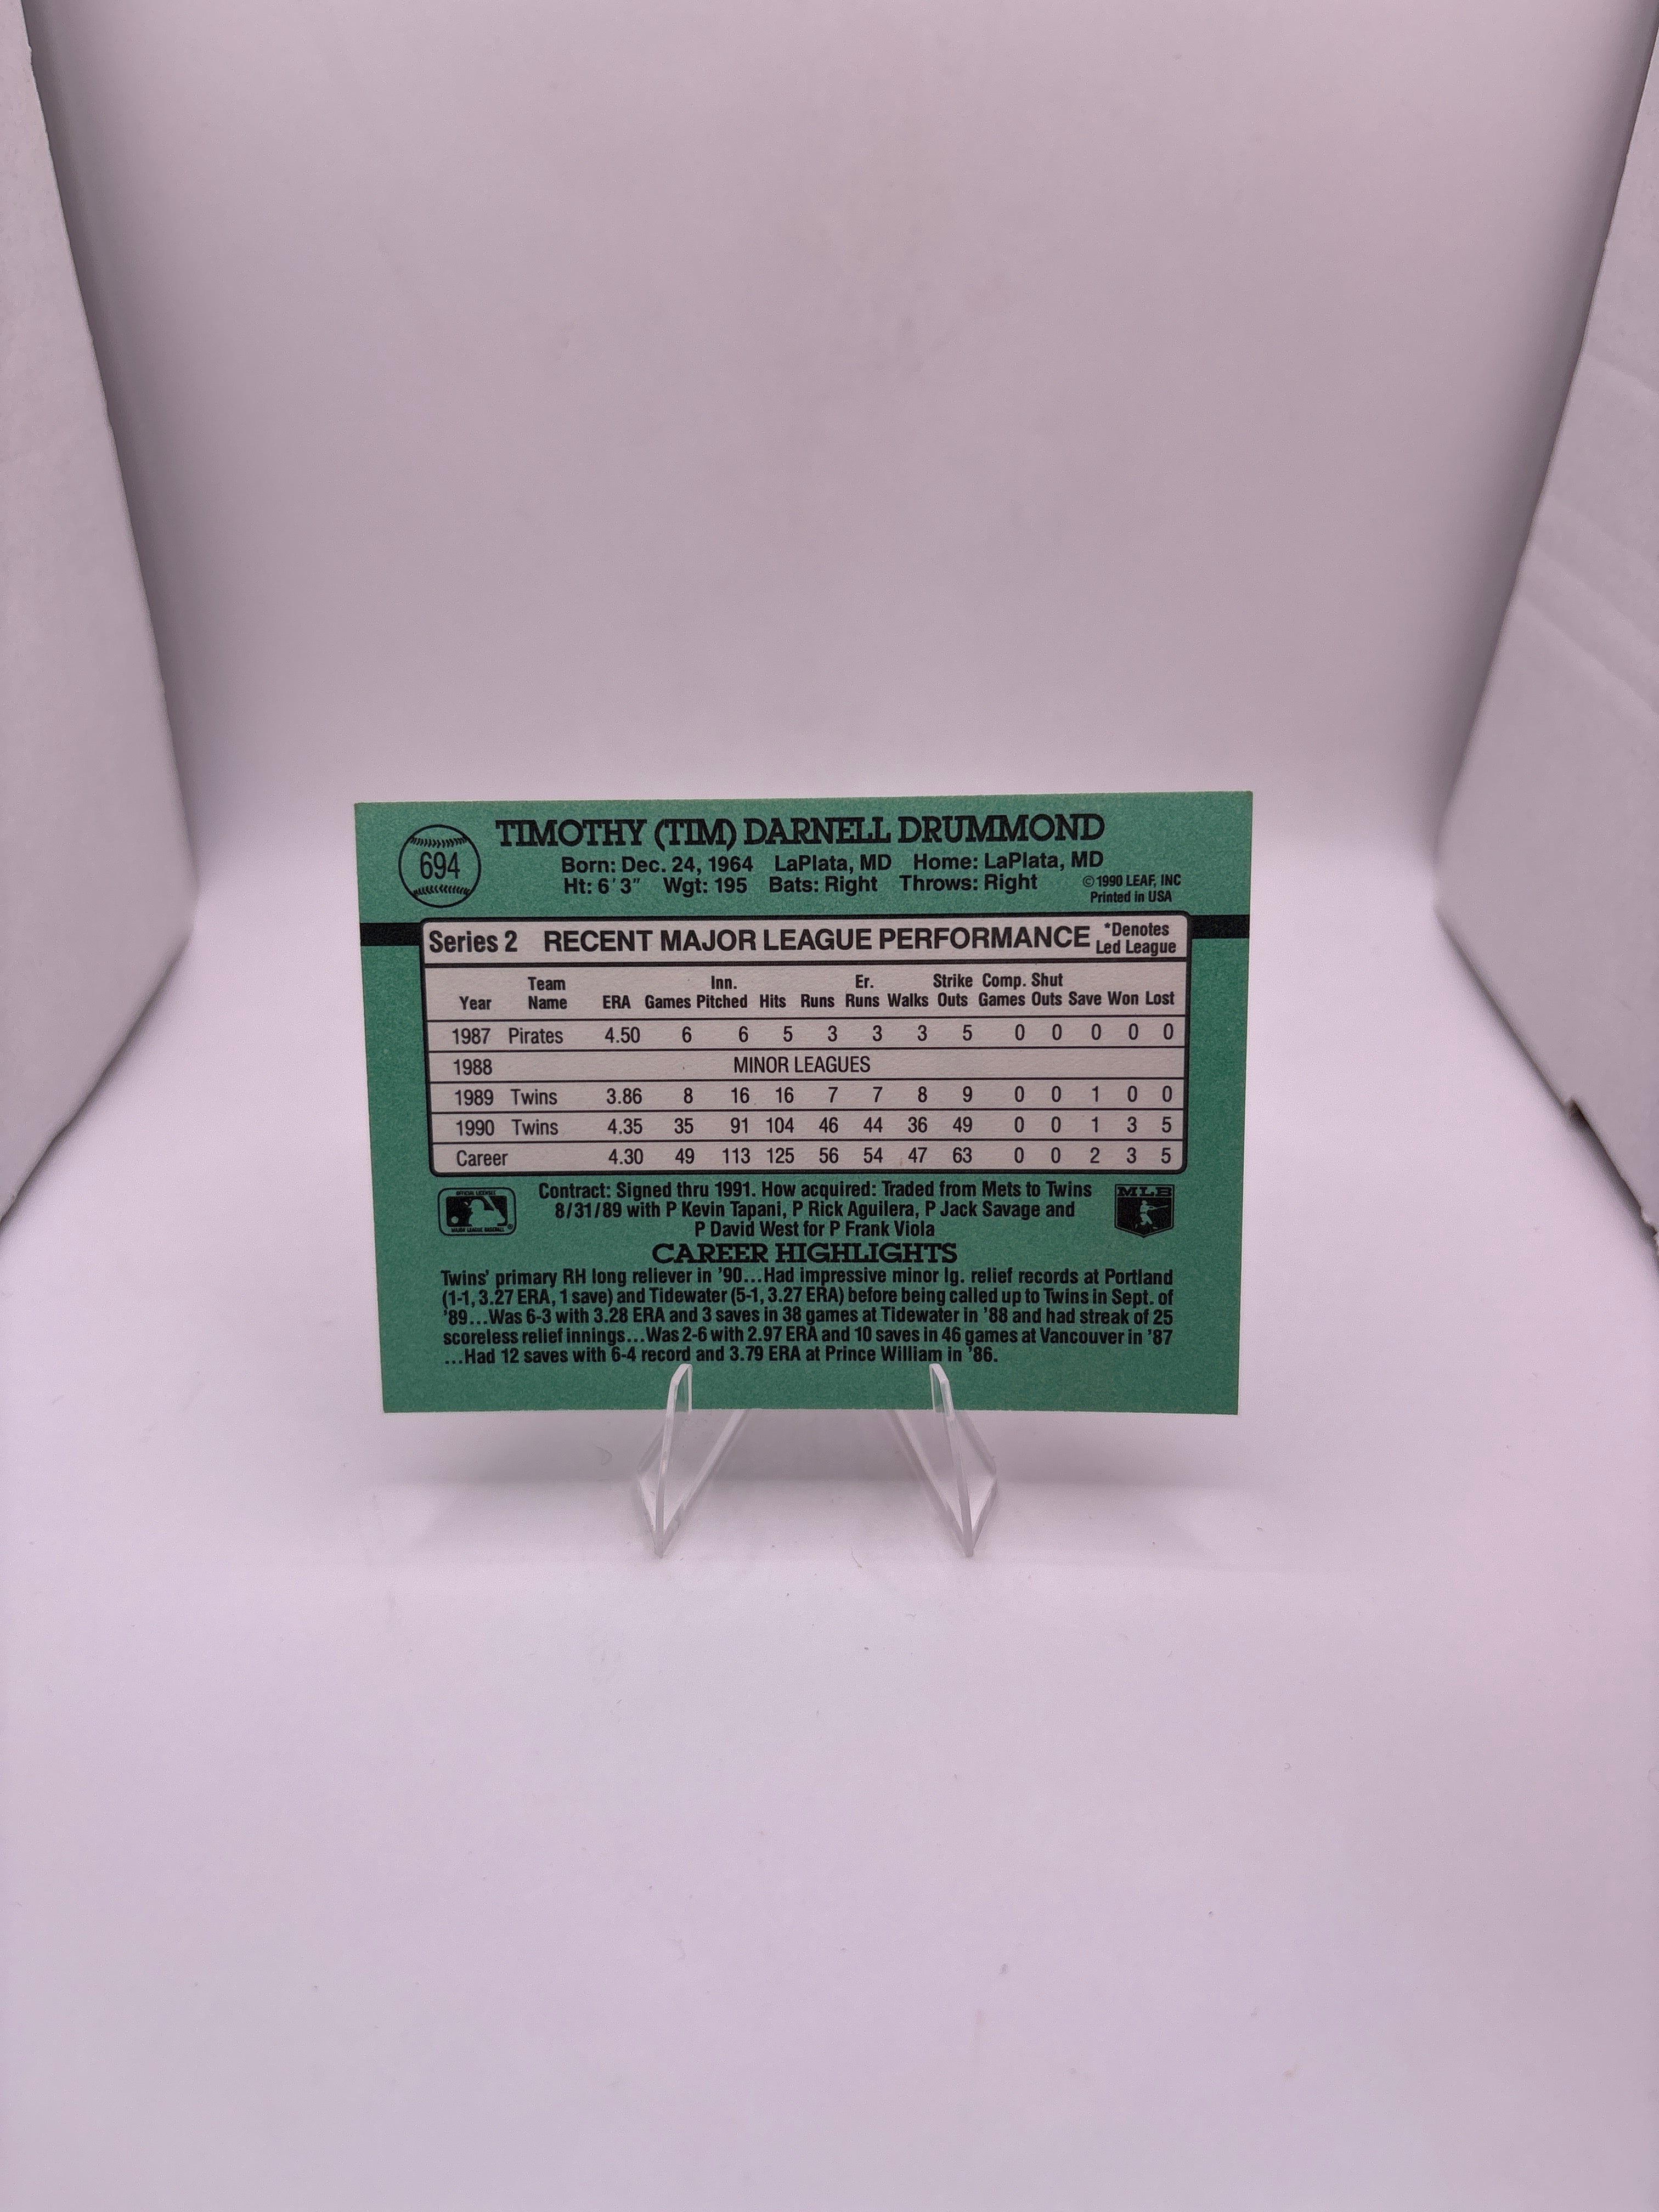 694
TIMOTHY (TIM) DARNELL DRUMMOND
Born: Dec. 24, 1964 LaPlata, MD Home: LaPlata, MD
Ht: 6'3" Wgt: 195 Bats: Right Throws: Right
©1990 LEAF, INC
Printed in USA
Series 2 RECENT MAJOR LEAGUE PERFORMANCE *Denotes Led League
Year Team Name ERA Games Inn. Pitched Hits Runs Er. Runs Walks Strike Outs Comp. Games Shut Outs Save Won Lost
1987 Pirates 4.50 6 6 5 3 3 3 5 0 0 0 0 0
1988 MINOR LEAGUES
1989 Twins 3.86 8 16 16 7 7 8 9 0 0 1 0 0
1990 Twins 4.35 35 91 104 46 44 36 49 0 0 1 3 5
Career 4.30 49 113 125 56 54 47 63 0 0 2 3 5
Contract: Signed thru 1991. How acquired: Traded from Mets to Twins
8/31/89 with P Kevin Tapani, P Rick Aguilera, P Jack Savage and
P David West for P Frank Viola
MLB
CAREER HIGHLIGHTS
Twins' primary RH long reliever in '90...Had impressive minor lg. relief records at Portland
(1-1, 3.27 ERA, 1 save) and Tidewater (5-1, 3.27 ERA) before being called up to Twins in Sept. of
'89...Was 6-3 with 3.28 ERA and 3 saves in 38 games at Tidewater in '88 and had streak of 25
scoreless relief innings...Was 2-6 with 2.97 ERA and 10 saves in 46 games at Vancouver in '87
...Had 12 saves with 6-4 record and 3.79 ERA at Prince William in '86.